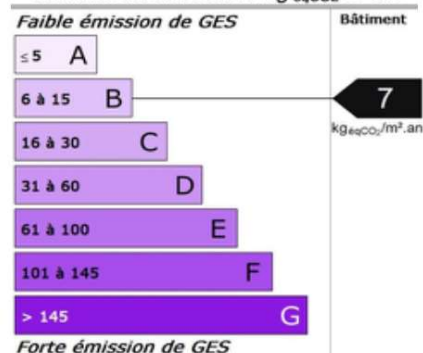 Faible émission de GES
Bâtiment
≤ 5 A
6 à 15 B
7
kgéqCO₂/m².an
16 à 30 C
31 à 60 D
61 à 100 E
101 à 145 F
> 145 G
Forte émission de GES